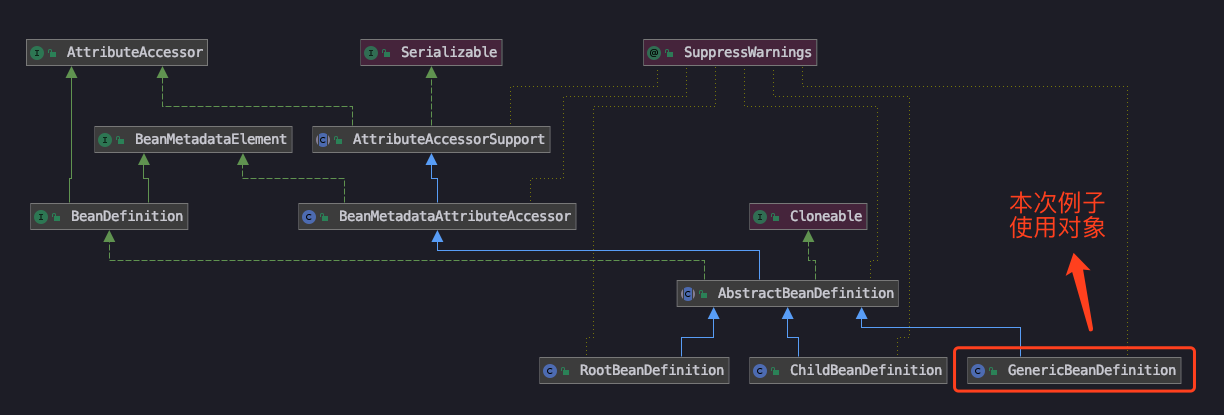 AttributeAccessor
Serializable
SuppressWarnings
BeanMetadataElement
AttributeAccessorSupport
BeanDefinition
BeanMetadataAttributeAccessor
Cloneable
本次例子
使用对象
AbstractBeanDefinition
RootBeanDefinition
ChildBeanDefinition
GenericBeanDefinition